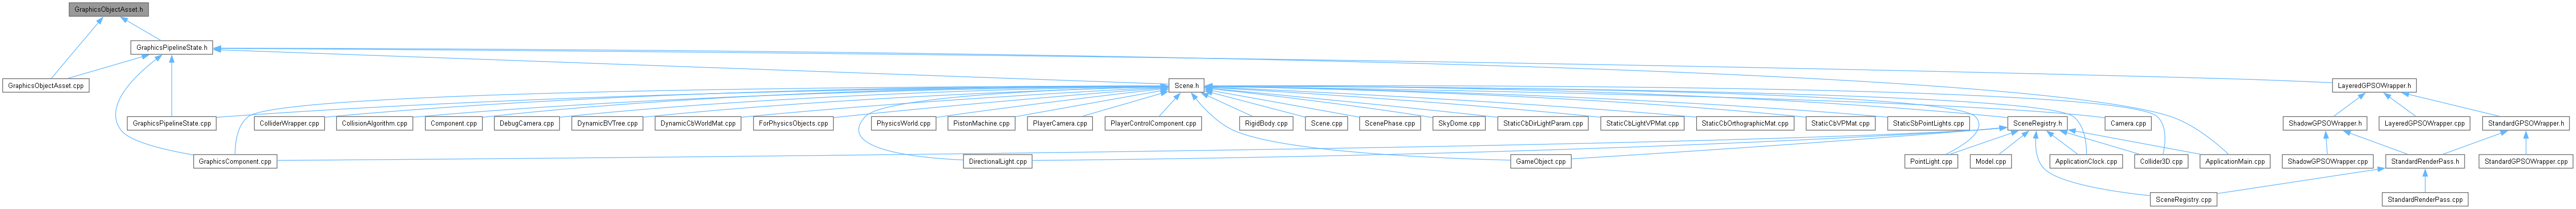 GraphicsObjectAsset.h
GraphicsPipelineState.h
GraphicsObjectAsset.cpp
Scene.h
LayeredGPSOWrapper.h
GraphicsPipelineState.cpp
ColliderWrapper.cpp
CollisionAlgorithm.cpp
Component.cpp
DebugCamera.cpp
DynamicBVTree.cpp
DynamicCbWorldMat.cpp
ForPhysicsObjects.cpp
PhysicsWorld.cpp
PistonMachine.cpp
PlayerCamera.cpp
PlayerControlComponent.cpp
RigidBody.cpp
Scene.cpp
ScenePhase.cpp
SkyDome.cpp
StaticCbDirLightParam.cpp
StaticCbLightVPMat.cpp
StaticCbOrthographicMat.cpp
StaticCbVPMat.cpp
StaticSbPointLights.cpp
SceneRegistry.h
Camera.cpp
ShadowGPSOWrapper.h
LayeredGPSOWrapper.cpp
StandardGPSOWrapper.h
GraphicsComponent.cpp
DirectionalLight.cpp
GameObject.cpp
PointLight.cpp
Model.cpp
ApplicationClock.cpp
Collider3D.cpp
ApplicationMain.cpp
ShadowGPSOWrapper.cpp
StandardRenderPass.h
StandardGPSOWrapper.cpp
SceneRegistry.cpp
StandardRenderPass.cpp